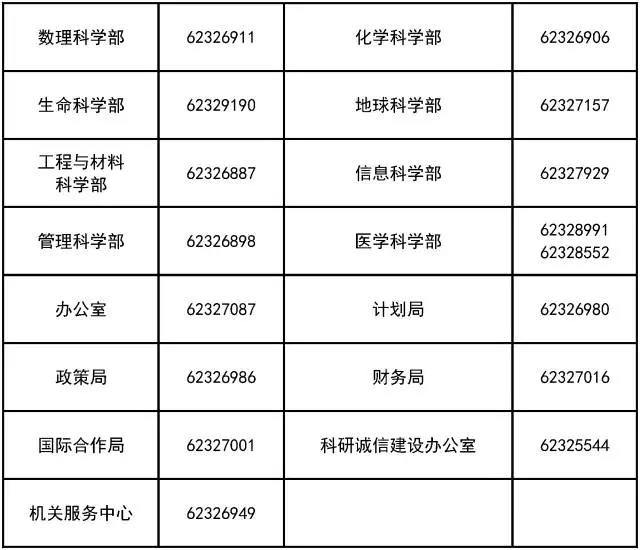 数理科学部 62326911 化学科学部 62326906
生命科学部 62329190 地球科学部 62327157
工程与材料
科学部 62326887 信息科学部 62327929
管理科学部 62326898 医学科学部 62328991
62328552
办公室 62327087 计划局 62326980
政策局 62326986 财务局 62327016
国际合作局 62327001 科研诚信建设办公室 62325544
机关服务中心 62326949